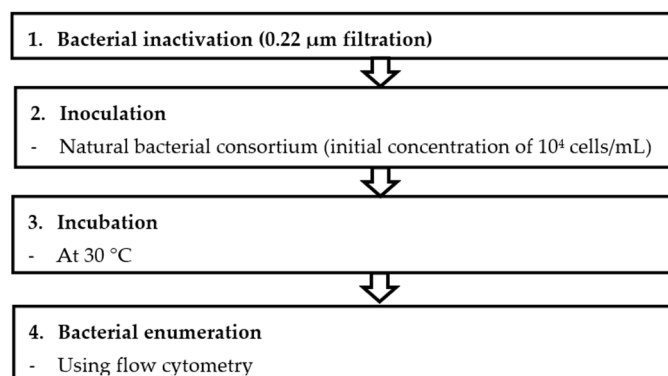 1. Bacterial inactivation (0.22 µm filtration)
2. Inoculation
- Natural bacterial consortium (initial concentration of 10⁴ cells/mL)
3. Incubation
- At 30 °C
4. Bacterial enumeration
- Using flow cytometry